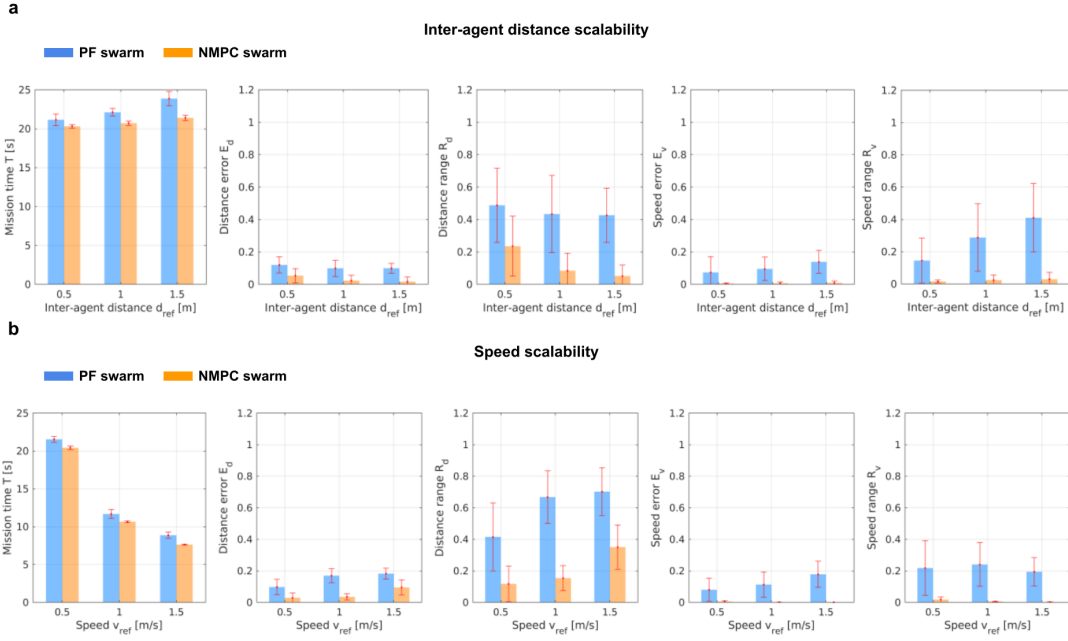 a
Inter-agent distance scalability
PF swarm NMPC swarm
Mission time T [s]
25
20
15
10
5
0
0.5 1 1.5
Inter-agent distance d_ref [m]
Distance error E_d
1.2
1
0.8
0.6
0.4
0.2
0
0.5 1 1.5
Inter-agent distance d_ref [m]
Distance range R_d
1.2
1
0.8
0.6
0.4
0.2
0
0.5 1 1.5
Inter-agent distance d_ref [m]
Speed error E_v
1.2
1
0.8
0.6
0.4
0.2
0
0.5 1 1.5
Inter-agent distance d_ref [m]
Speed range R_v
1.2
1
0.8
0.6
0.4
0.2
0
0.5 1 1.5
Inter-agent distance d_ref [m]
b
Speed scalability
PF swarm NMPC swarm
Mission time T [s]
25
20
15
10
5
0
0.5 1 1.5
Speed v_ref [m/s]
Distance error E_d
1.2
1
0.8
0.6
0.4
0.2
0
0.5 1 1.5
Speed v_ref [m/s]
Distance range R_d
1.2
1
0.8
0.6
0.4
0.2
0
0.5 1 1.5
Speed v_ref [m/s]
Speed error E_v
1.2
1
0.8
0.6
0.4
0.2
0
0.5 1 1.5
Speed v_ref [m/s]
Speed range R_v
1.2
1
0.8
0.6
0.4
0.2
0
0.5 1 1.5
Speed v_ref [m/s]